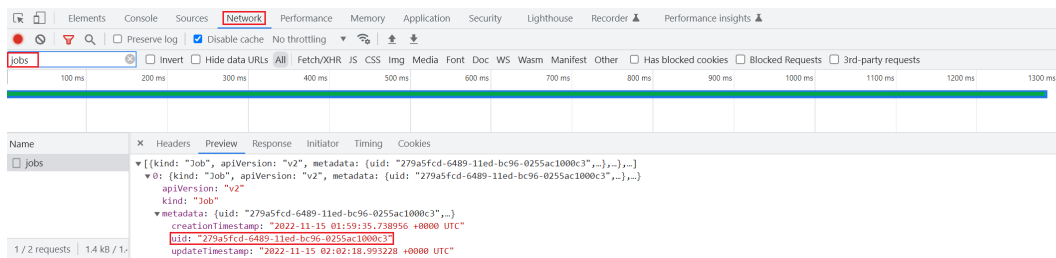 Elements Console Sources Network Performance Memory Application Security Lighthouse Recorder Performance insights
Preserve log Disable cache No throttling
jobs Invert Hide data URLs All Fetch/XHR JS CSS Img Media Font Doc WS Wasm Manifest Other Has blocked cookies Blocked Requests 3rd-party requests
100 ms 200 ms 300 ms 400 ms 500 ms 600 ms 700 ms 800 ms 900 ms 1000 ms 1100 ms 1200 ms 1300 ms
Name × Headers Preview Response Initiator Timing Cookies
jobs ▼[{kind: "Job", apiVersion: "v2", metadata: {uid: "279a5fcd-6489-11ed-bc96-0255ac1000c3",…},…},…]
▼0: {kind: "Job", apiVersion: "v2", metadata: {uid: "279a5fcd-6489-11ed-bc96-0255ac1000c3",…},…}
apiVersion: "v2"
kind: "Job"
▼metadata: {uid: "279a5fcd-6489-11ed-bc96-0255ac1000c3",…}
creationTimestamp: "2022-11-15 01:59:35.738956 +0000 UTC"
uid: "279a5fcd-6489-11ed-bc96-0255ac1000c3"
1 / 2 requests 1.4 kB / 1. updateTimestamp: "2022-11-15 02:02:18.993228 +0000 UTC"